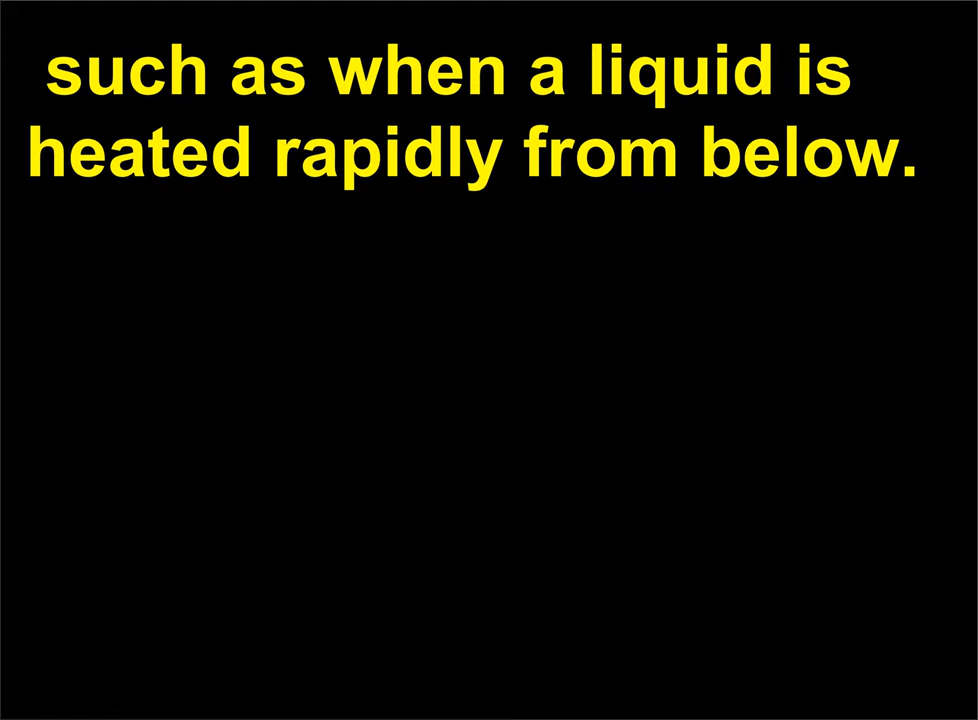 such as when a liquid is
heated rapidly from below.